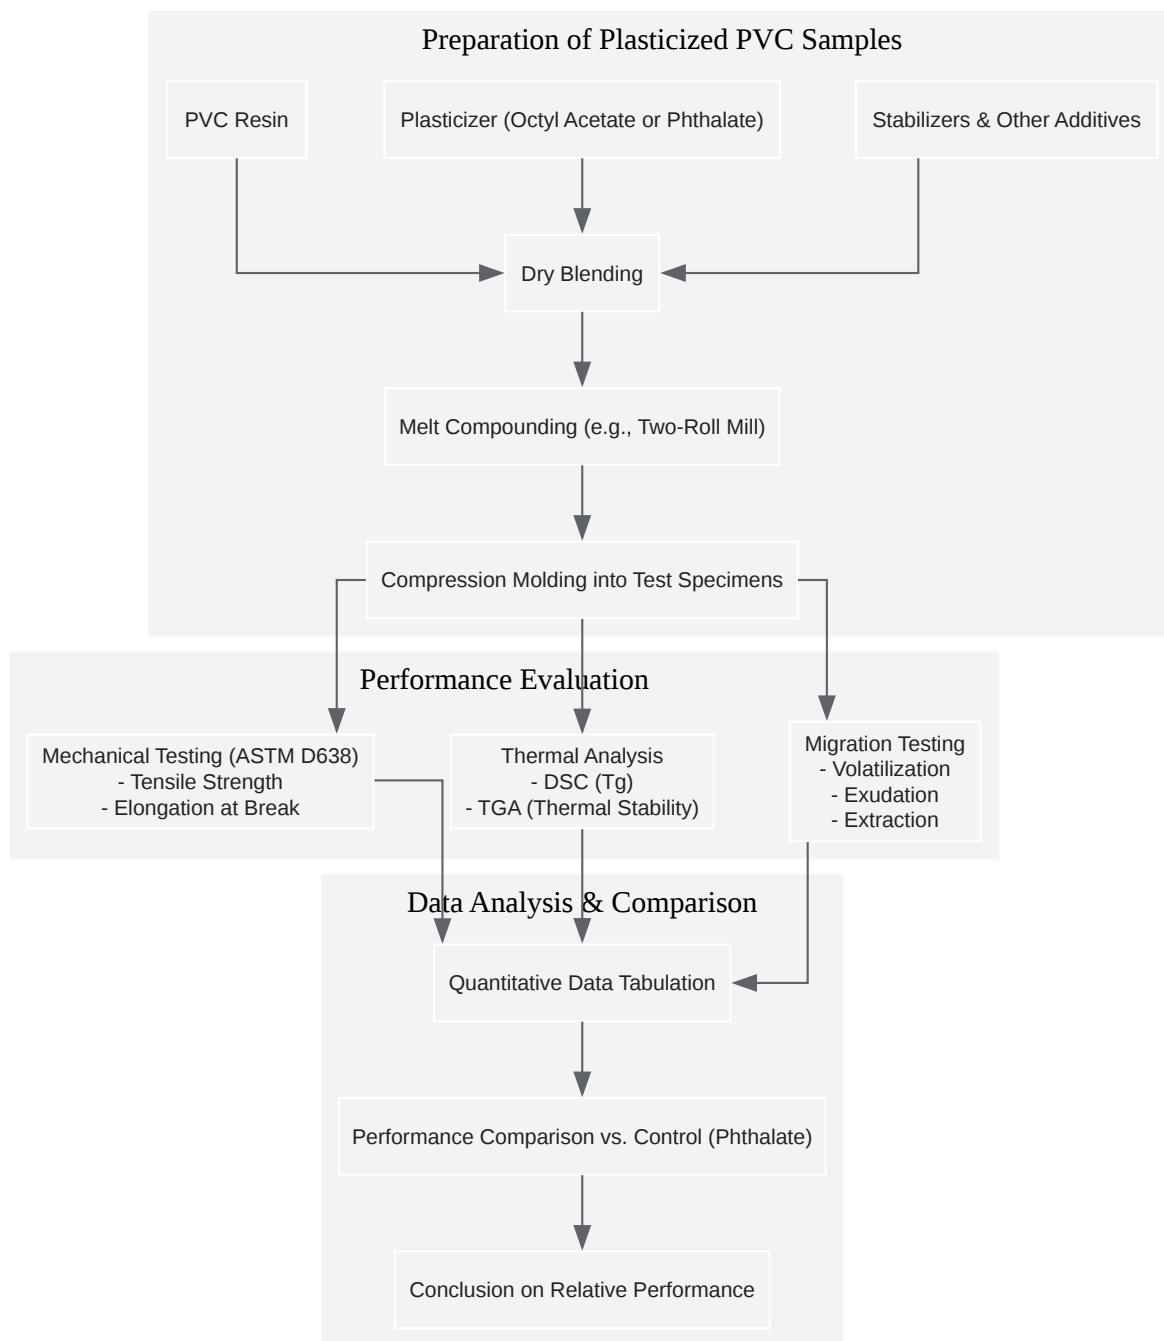 Preparation of Plasticized PVC Samples
PVC Resin
Plasticizer (Octyl Acetate or Phthalate)
Stabilizers & Other Additives
Dry Blending
Melt Compounding (e.g., Two-Roll Mill)
Compression Molding into Test Specimens
Performance Evaluation
Mechanical Testing (ASTM D638)
- Tensile Strength
- Elongation at Break
Thermal Analysis
- DSC (Tg)
- TGA (Thermal Stability)
Migration Testing
- Volatilization
- Exudation
- Extraction
Data Analysis & Comparison
Quantitative Data Tabulation
Performance Comparison vs. Control (Phthalate)
Conclusion on Relative Performance